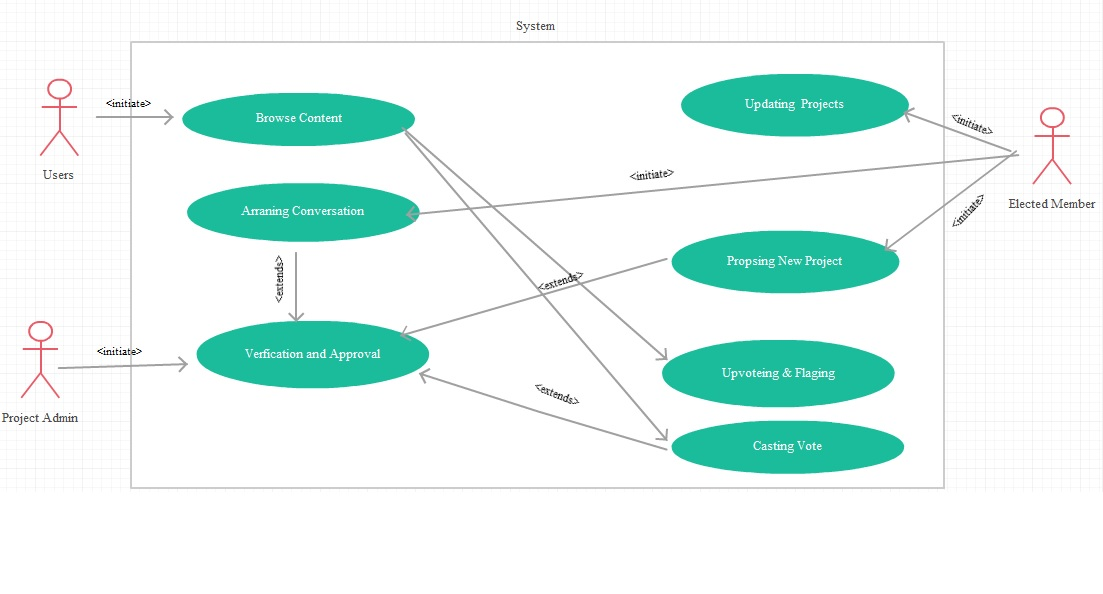 System
<initiate>
Browse Content
Updating  Projects
<initiate>
Users
<initiate>
Elected Member
Arraning Conversation
<initiate>
<extends>
Propsing New Project
<extends>
Project Admin
<initiate>
Verfication and Approval
Upvoteing & Flaging
<extends>
Casting Vote